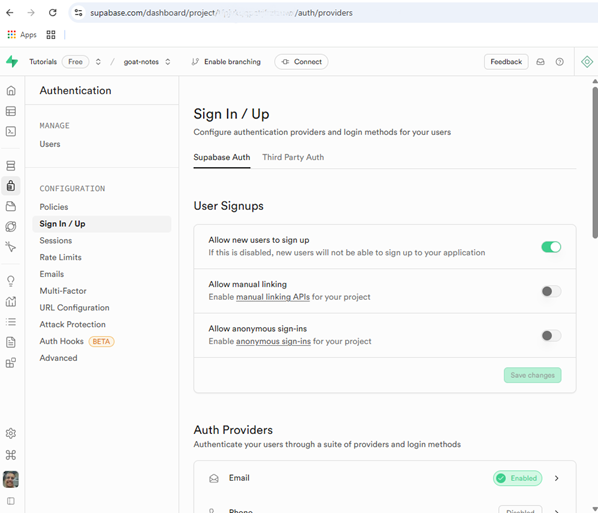 supabase.com/dashboard/project/ /auth/providers
Apps
Tutorials Free / goat-notes Enable branching Connect Feedback
Authentication
MANAGE
Users
CONFIGURATION
Policies
Sign In / Up
Sessions
Rate Limits
Emails
Multi-Factor
URL Configuration
Attack Protection
Auth Hooks BETA
Advanced
Sign In / Up
Configure authentication providers and login methods for your users
Supabase Auth Third Party Auth
User Signups
Allow new users to sign up
If this is disabled, new users will not be able to sign up to your application
Allow manual linking
Enable manual linking APIs for your project
Allow anonymous sign-ins
Enable anonymous sign-ins for your project
Save changes
Auth Providers
Authenticate your users through a suite of providers and login methods
Email Enabled
Phone Disabled